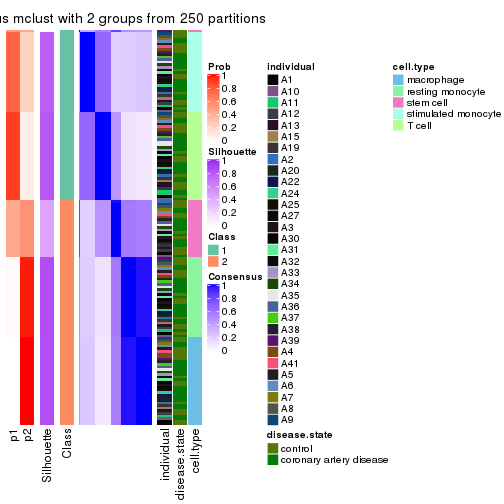 us mclust with 2 groups from 250 partitions
Prob
1
0.8
0.6
0.4
0.2
0
Silhouette
1
0.8
0.6
0.4
0.2
0
Class
1
2
Consensus
1
0.8
0.6
0.4
0.2
0
individual
A1
A10
A11
A12
A13
A15
A19
A2
A20
A22
A24
A25
A27
A3
A30
A31
A32
A33
A34
A35
A36
A37
A38
A39
A4
A41
A5
A6
A7
A8
A9
disease.state
control
coronary artery disease
cell.type
macrophage
resting monocyte
stem cell
stimulated monocyte
T cell
p1
p2
Silhouette
Class
individual
disease.state
cell.type